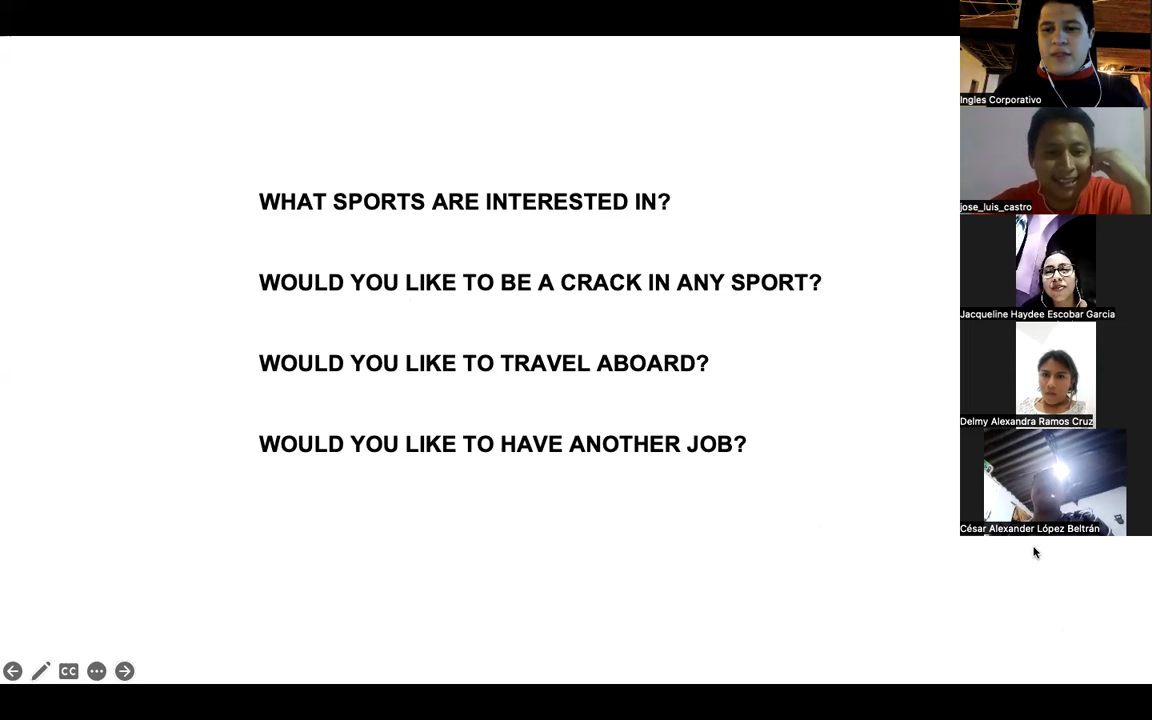 WHAT SPORTS ARE INTERESTED IN?
WOULD YOU LIKE TO BE A CRACK IN ANY SPORT?
WOULD YOU LIKE TO TRAVEL ABOARD?
WOULD YOU LIKE TO HAVE ANOTHER JOB?
Ingles Corporativo
jose_luis_castro
Jacqueline Haydee Escobar Garcia
Delmy Alexandra Ramos Cruz
César Alexander López Beltrán
CC